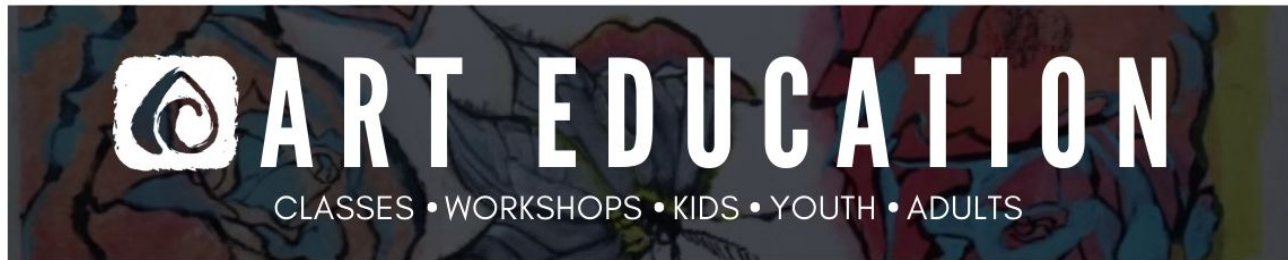 ART EDUCATION
CLASSES • WORKSHOPS • KIDS • YOUTH • ADULTS